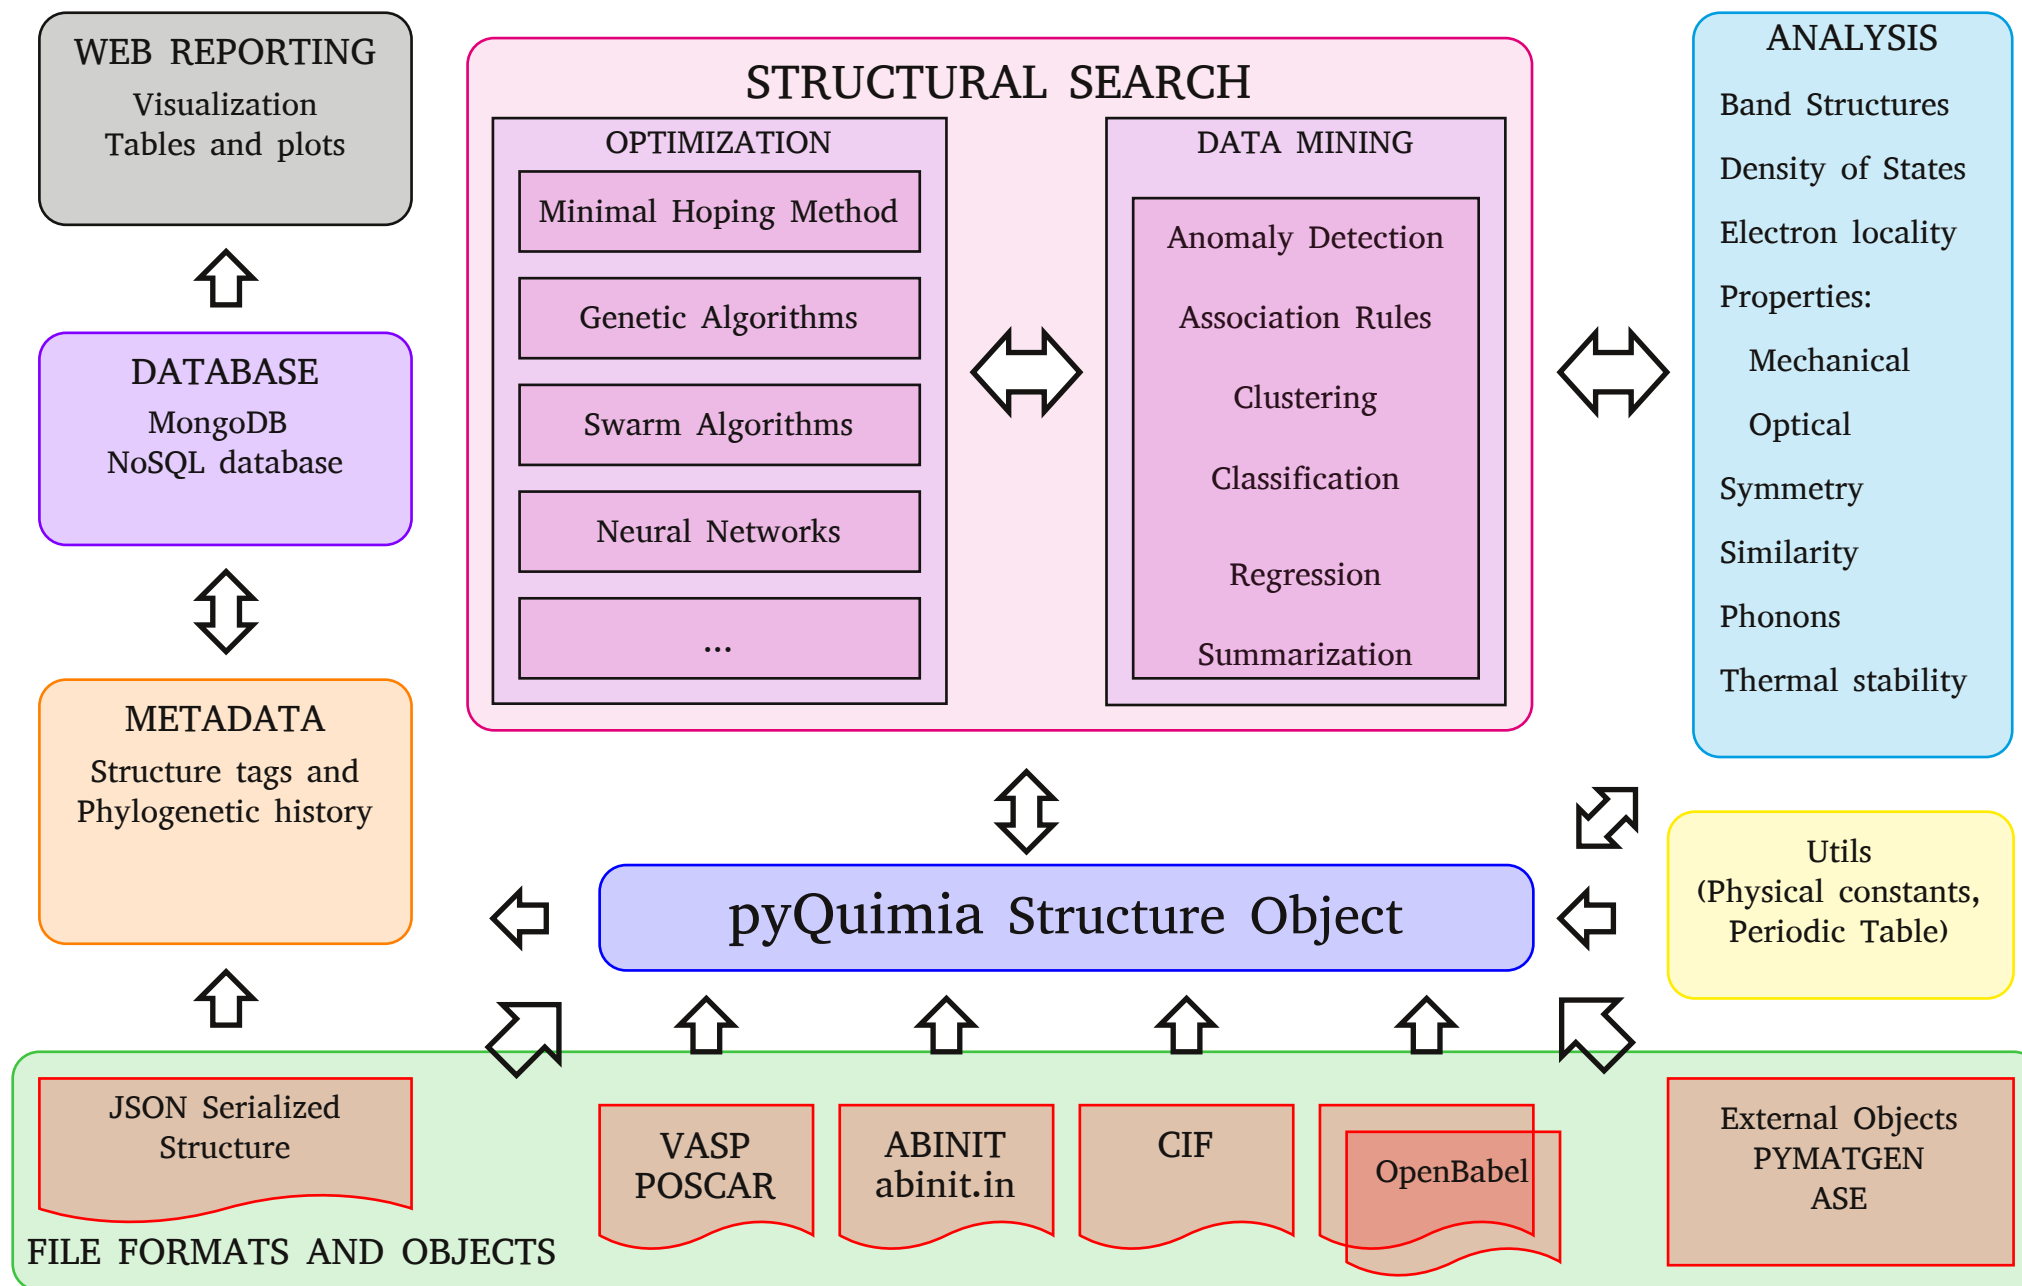 WEB REPORTING
Visualization
Tables and plots
DATABASE
MongoDB
NoSQL database
METADATA
Structure tags and
Phylogenetic history
STRUCTURAL SEARCH
OPTIMIZATION
Minimal Hoping Method
Genetic Algorithms
Swarm Algorithms
Neural Networks
...
DATA MINING
Anomaly Detection
Association Rules
Clustering
Classification
Regression
Summarization
ANALYSIS
Band Structures
Density of States
Electron locality
Properties:
Mechanical
Optical
Symmetry
Similarity
Phonons
Thermal stability
pyQuimia Structure Object
Utils
(Physical constants,
Periodic Table)
JSON Serialized
Structure
VASP
POSCAR
ABINIT
abinit.in
CIF
OpenBabel
External Objects
PYMATGEN
ASE
FILE FORMATS AND OBJECTS